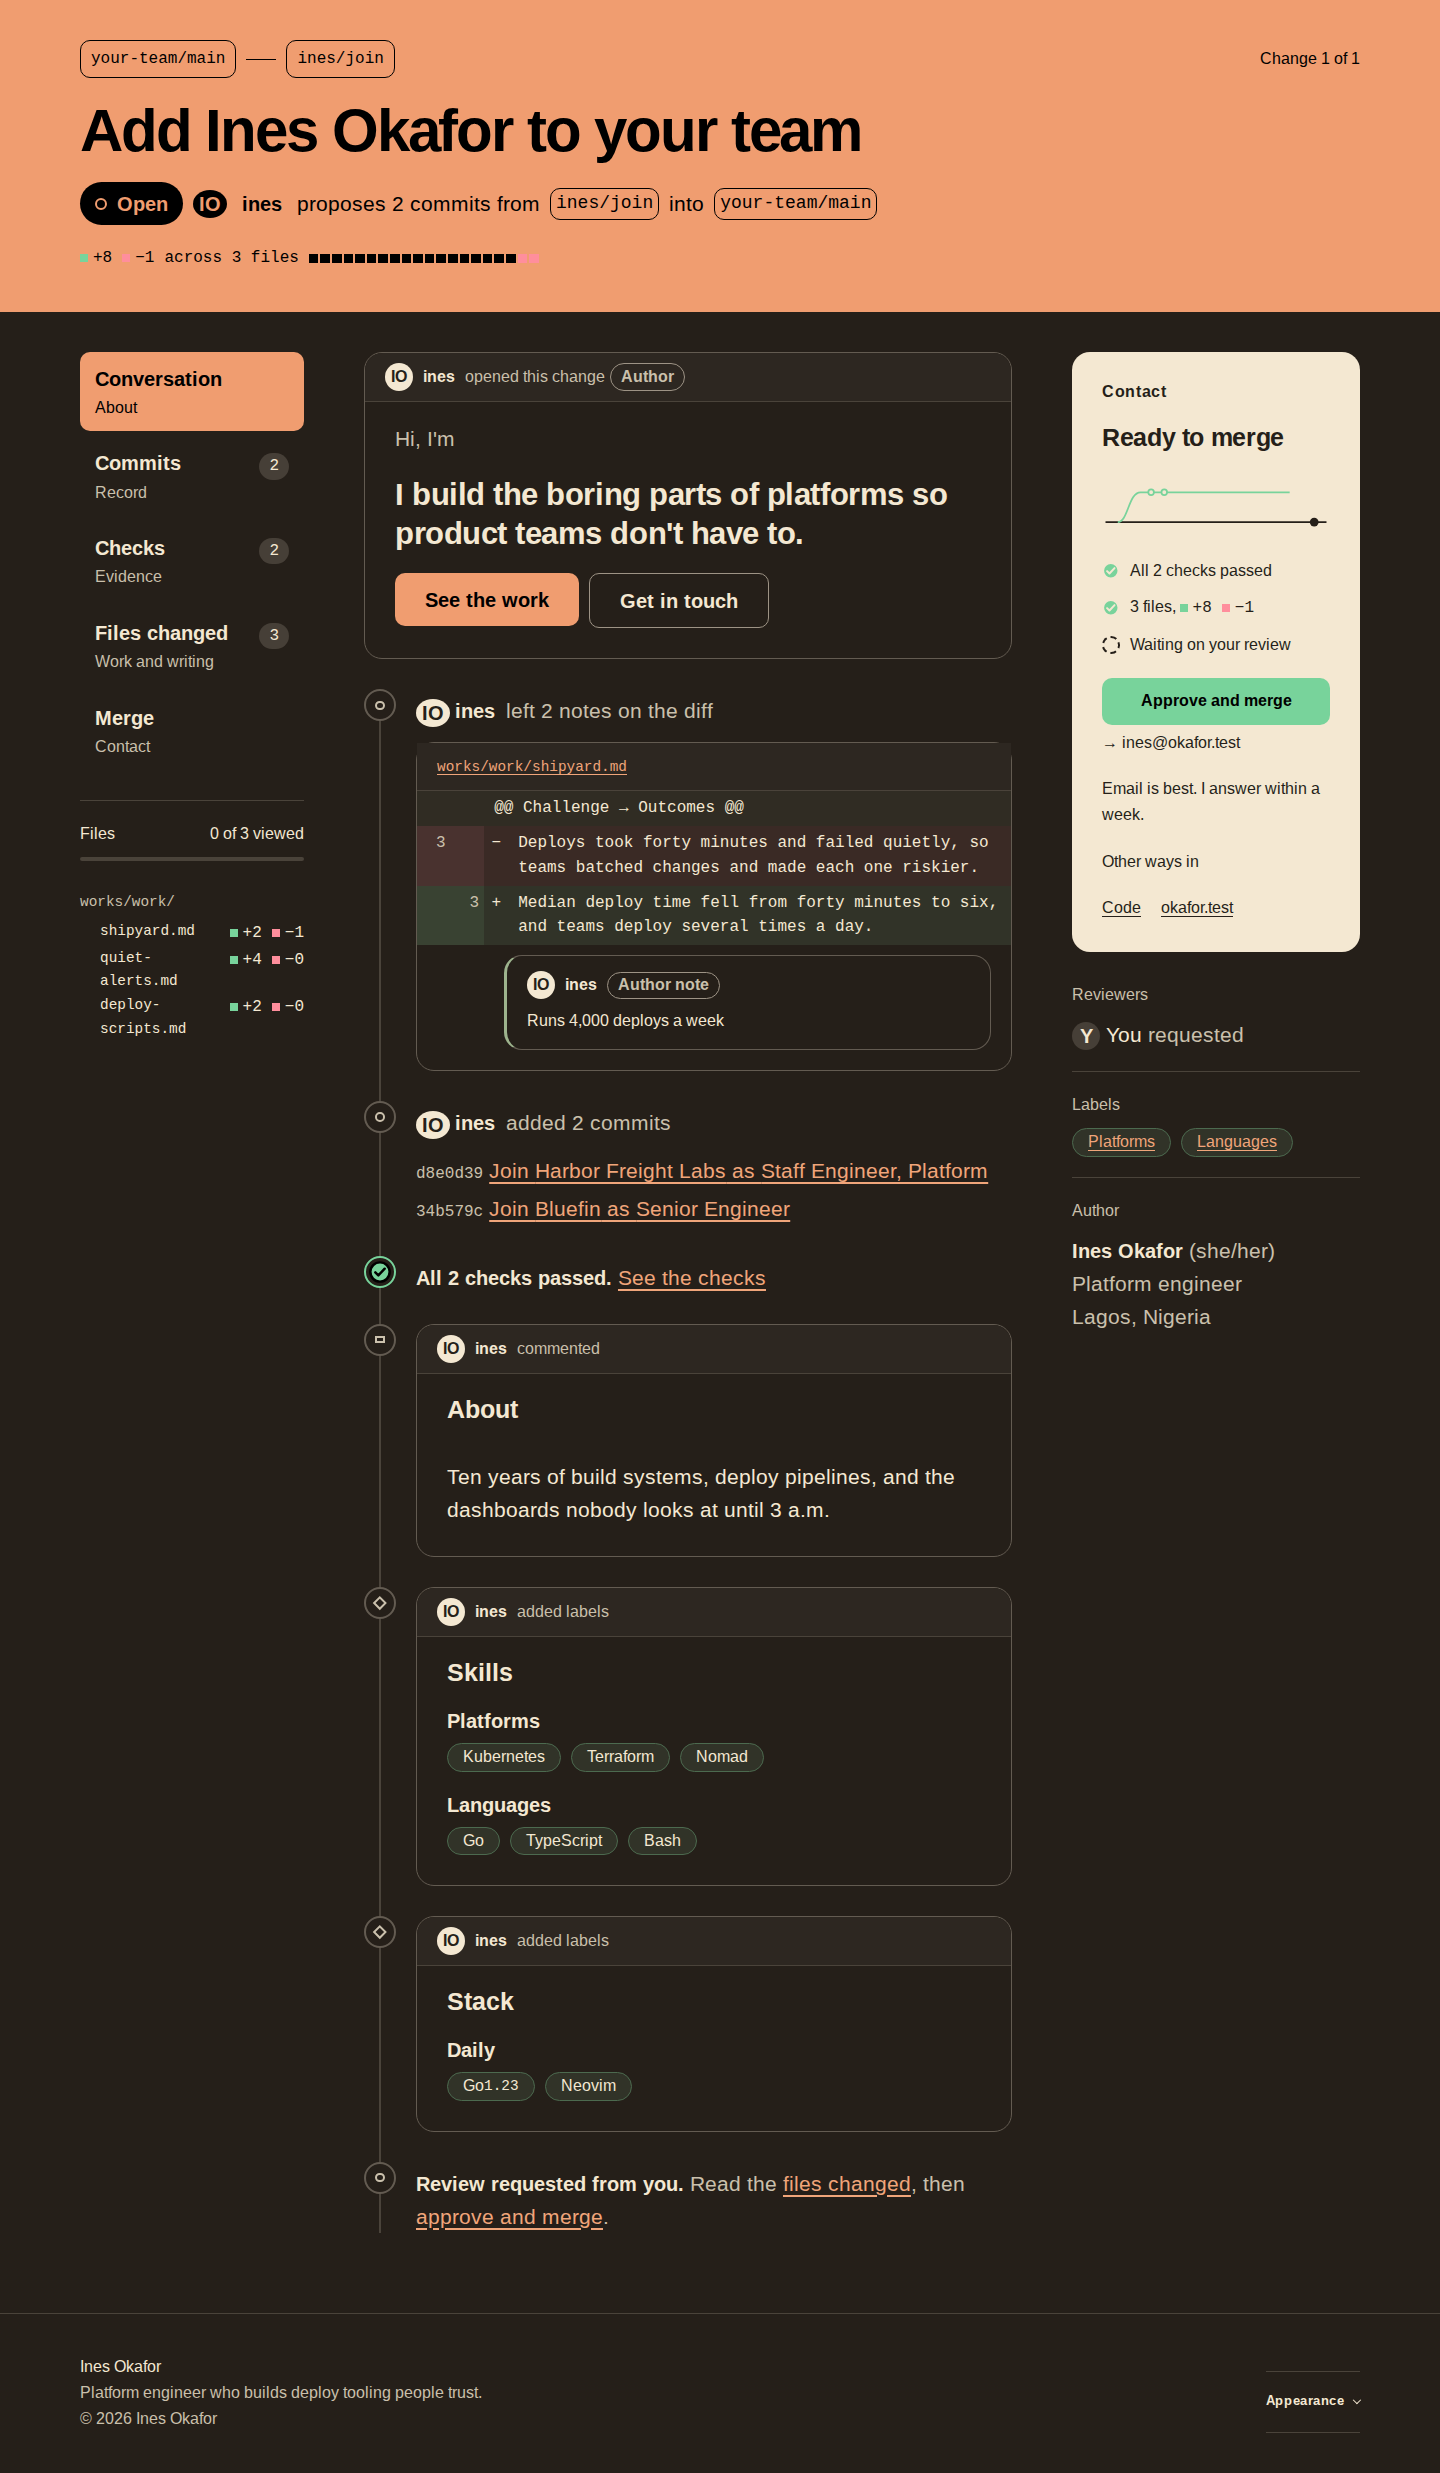 your-team/main
ines/join
Change 1 of 1
Add Ines Okafor to your team
Open IO ines proposes 2 commits from ines/join into your-team/main
+8 −1 across 3 files
Conversation
About
Commits 2
Record
Checks 2
Evidence
Files changed 3
Work and writing
Merge
Contact
Files 0 of 3 viewed
works/work/
shipyard.md +2 −1
quiet- +4 −0
alerts.md
deploy- +2 −0
scripts.md
IO ines opened this change Author
Hi, I'm
I build the boring parts of platforms so
product teams don't have to.
See the work
Get in touch
IO ines left 2 notes on the diff
works/work/shipyard.md
@@ Challenge → Outcomes @@
3 − Deploys took forty minutes and failed quietly, so
teams batched changes and made each one riskier.
3 + Median deploy time fell from forty minutes to six,
and teams deploy several times a day.
IO ines Author note
Runs 4,000 deploys a week
IO ines added 2 commits
d8e0d39 Join Harbor Freight Labs as Staff Engineer, Platform
34b579c Join Bluefin as Senior Engineer
All 2 checks passed. See the checks
IO ines commented
About
Ten years of build systems, deploy pipelines, and the
dashboards nobody looks at until 3 a.m.
IO ines added labels
Skills
Platforms
Kubernetes Terraform Nomad
Languages
Go TypeScript Bash
IO ines added labels
Stack
Daily
Go1.23 Neovim
Review requested from you. Read the files changed, then
approve and merge.
Contact
Ready to merge
All 2 checks passed
3 files, +8 −1
Waiting on your review
Approve and merge
→ ines@okafor.test
Email is best. I answer within a
week.
Other ways in
Code okafor.test
Reviewers
Y You requested
Labels
Platforms Languages
Author
Ines Okafor (she/her)
Platform engineer
Lagos, Nigeria
Ines Okafor
Platform engineer who builds deploy tooling people trust.
© 2026 Ines Okafor
Appearance